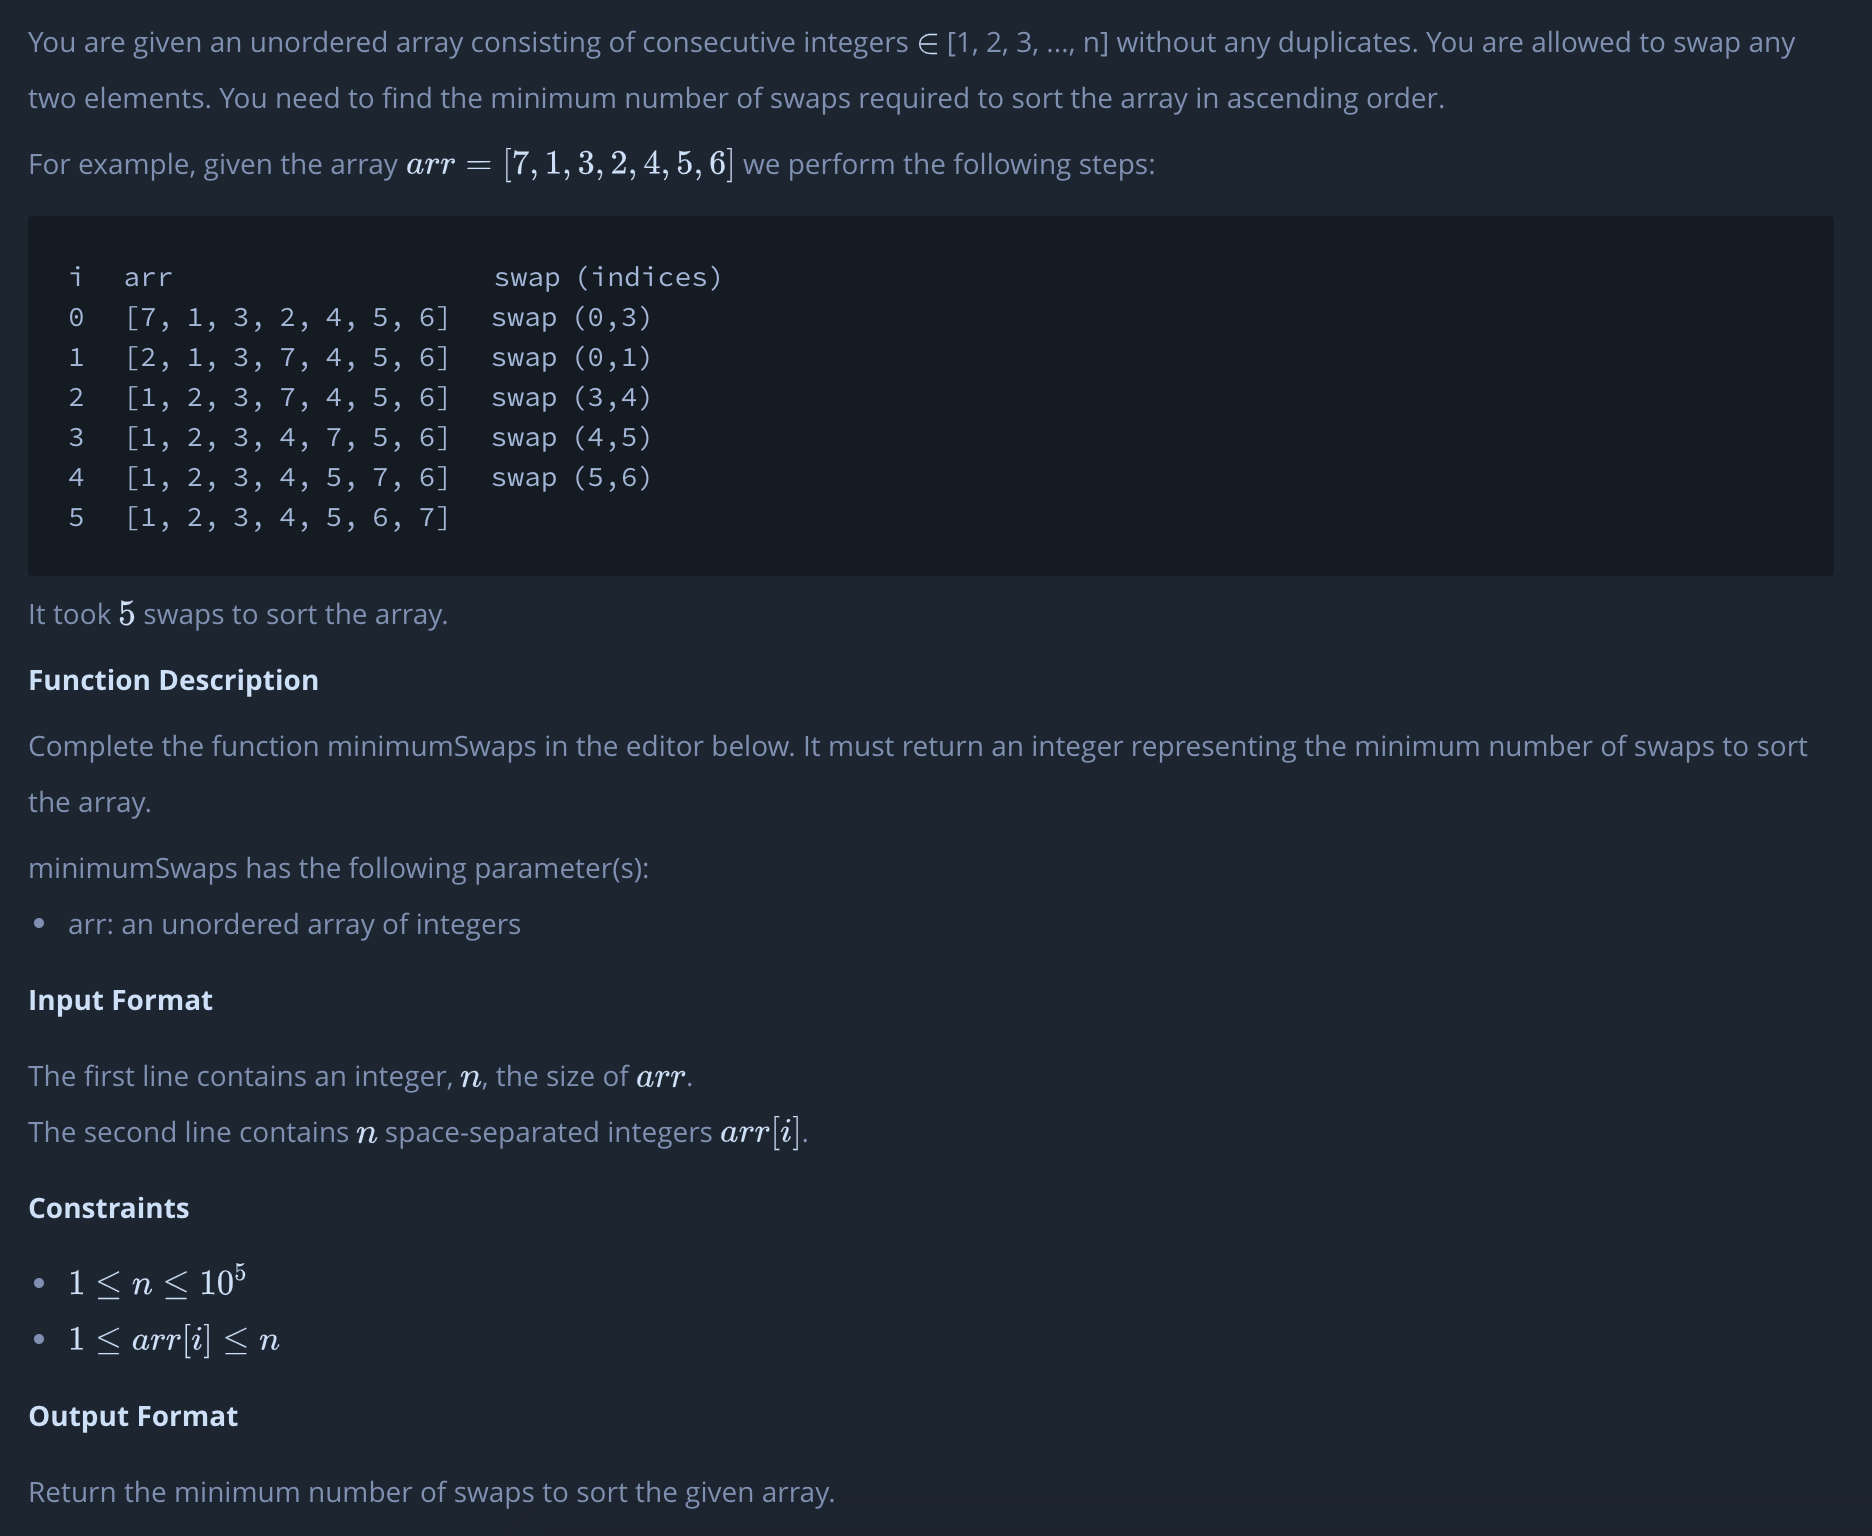 You are given an unordered array consisting of consecutive integers ∈ [1, 2, 3, ..., n] without any duplicates. You are allowed to swap any
two elements. You need to find the minimum number of swaps required to sort the array in ascending order.
For example, given the array arr = [7, 1, 3, 2, 4, 5, 6] we perform the following steps:
i   arr                     swap (indices)
0   [7, 1, 3, 2, 4, 5, 6]   swap (0,3)
1   [2, 1, 3, 7, 4, 5, 6]   swap (0,1)
2   [1, 2, 3, 7, 4, 5, 6]   swap (3,4)
3   [1, 2, 3, 4, 7, 5, 6]   swap (4,5)
4   [1, 2, 3, 4, 5, 7, 6]   swap (5,6)
5   [1, 2, 3, 4, 5, 6, 7]
It took 5 swaps to sort the array.
Function Description
Complete the function minimumSwaps in the editor below. It must return an integer representing the minimum number of swaps to sort
the array.
minimumSwaps has the following parameter(s):
• arr: an unordered array of integers
Input Format
The first line contains an integer, n, the size of arr.
The second line contains n space-separated integers arr[i].
Constraints
• 1 ≤ n ≤ 10⁵
• 1 ≤ arr[i] ≤ n
Output Format
Return the minimum number of swaps to sort the given array.